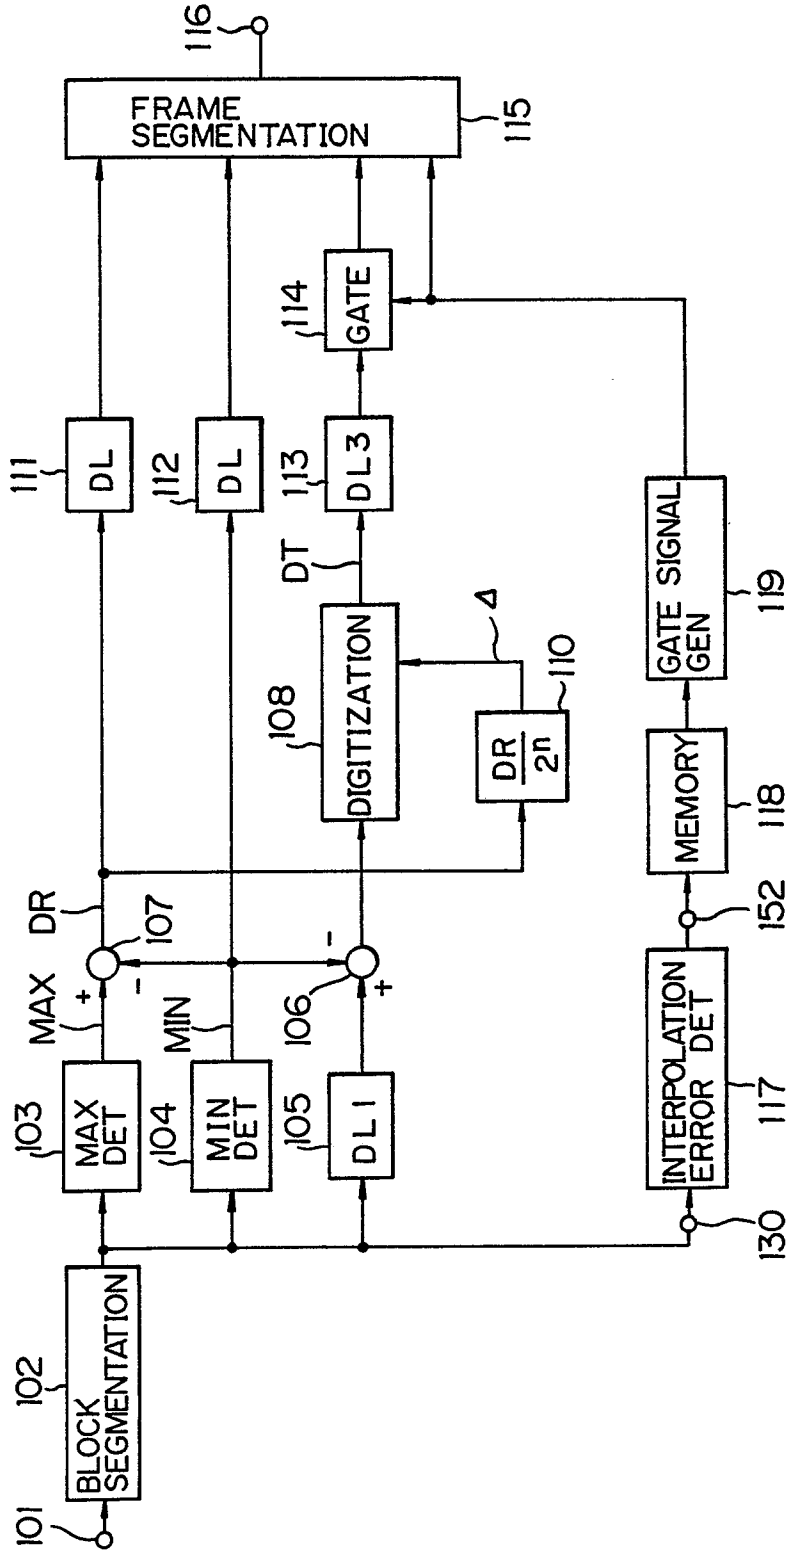 101
102
BLOCK
SEGMENTATION
103
MAX
DET
MAX
+
-
107
DR
111
DL
104
MIN
DET
MIN
112
DL
105
DL1
106
+
-
108
DIGITIZATION
DT
113
DL3
114
GATE
Δ
DR
2n
110
FRAME
SEGMENTATION
115
116
130
INTERPOLATION
ERROR DET
117
152
MEMORY
118
GATE SIGNAL
GEN
119